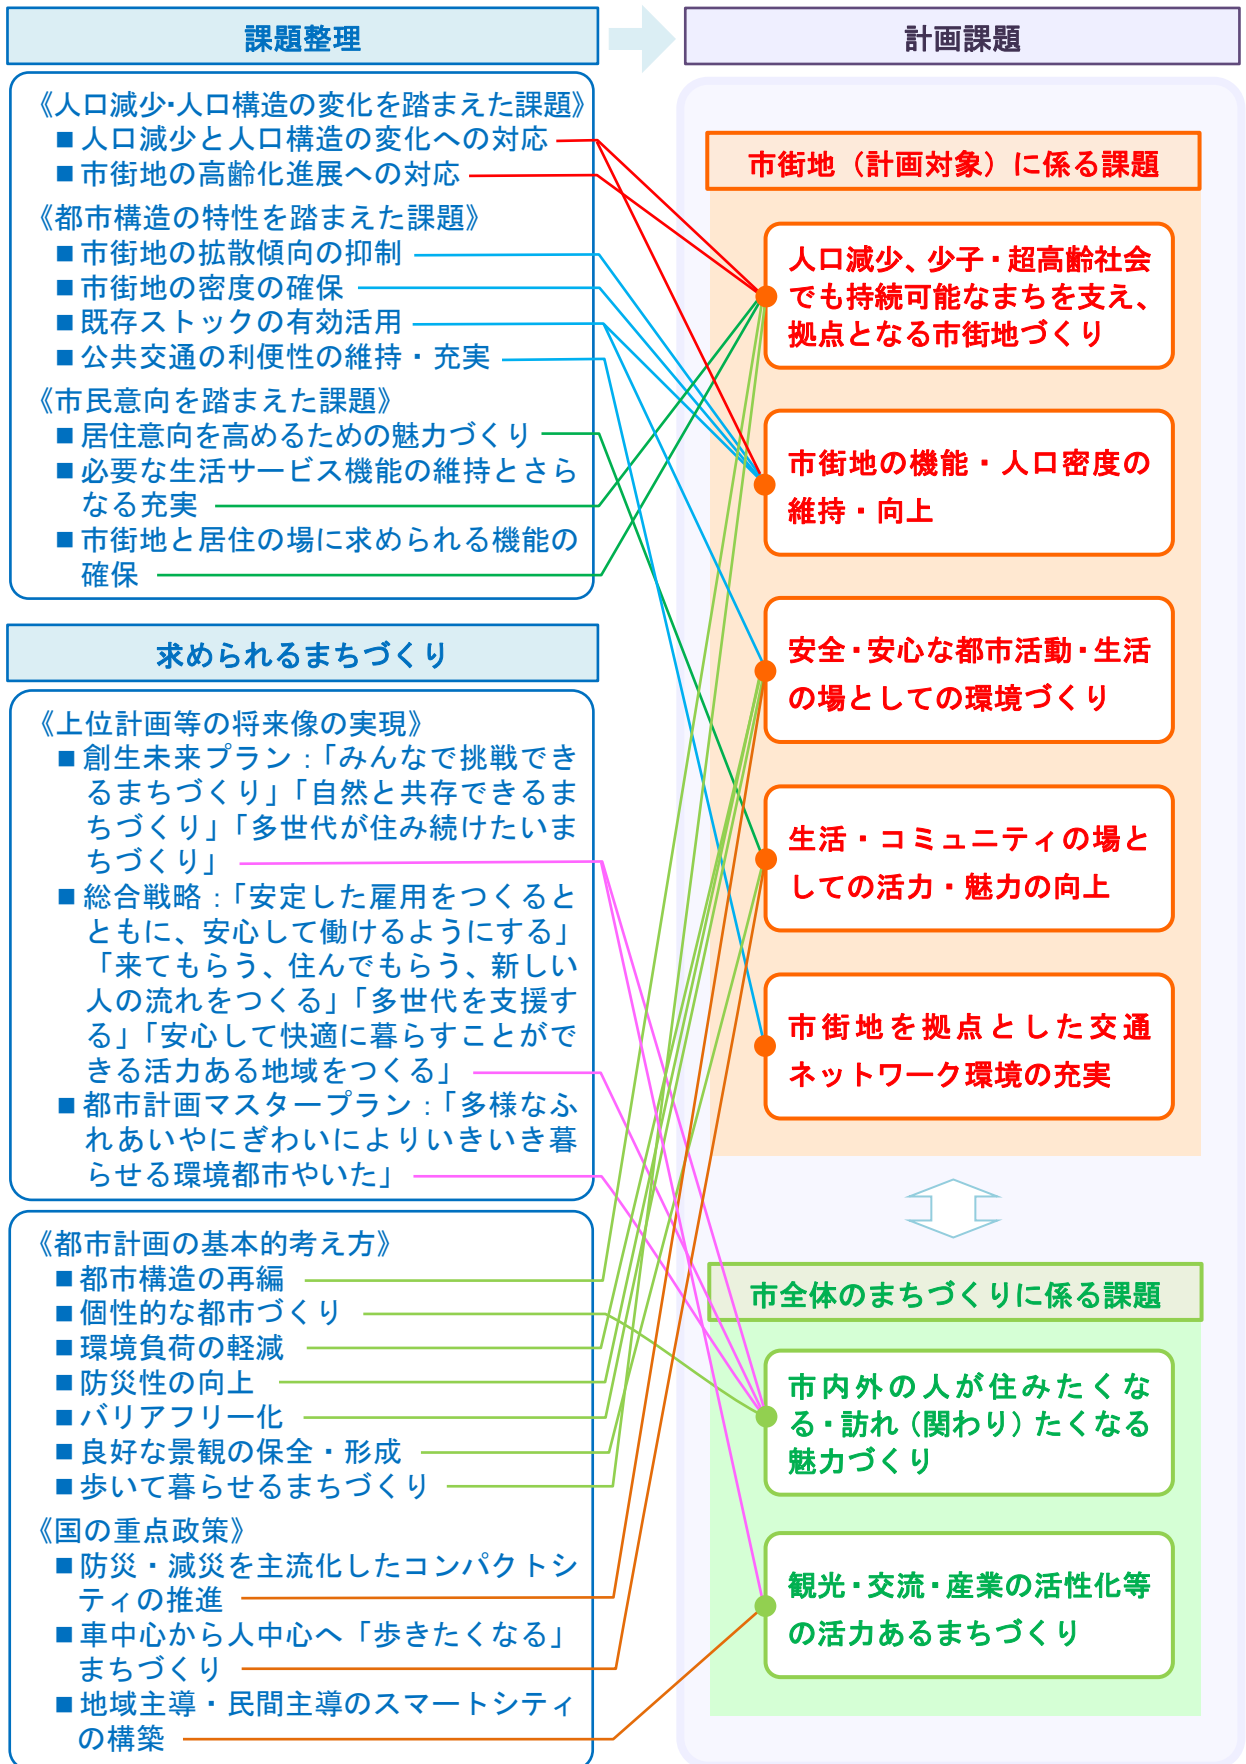 課題整理
《人口減少・人口構造の変化を踏まえた課題》
■人口減少と人口構造の変化への対応
■市街地の高齢化進展への対応
《都市構造の特性を踏まえた課題》
■市街地の拡散傾向の抑制
■市街地の密度の確保
■既存ストックの有効活用
■公共交通の利便性の維持・充実
《市民意向を踏まえた課題》
■居住意向を高めるための魅力づくり
■必要な生活サービス機能の維持とさら
なる充実
■市街地と居住の場に求められる機能の
確保
求められるまちづくり
《上位計画等の将来像の実現》
■創生未来プラン：「みんなで挑戦でき
るまちづくり」「自然と共存できるま
ちづくり」「多世代が住み続けたいま
ちづくり」
■総合戦略：「安定した雇用をつくると
ともに、安心して働けるようにする」
「来てもらう、住んでもらう、新しい
人の流れをつくる」「多世代を支援す
る」「安心して快適に暮らすことがで
きる活力ある地域をつくる」
■都市計画マスタープラン：「多様なふ
れあいやにぎわいによりいきいき暮
らせる環境都市やいた」
《都市計画の基本的考え方》
■都市構造の再編
■個性的な都市づくり
■環境負荷の軽減
■防災性の向上
■バリアフリー化
■良好な景観の保全・形成
■歩いて暮らせるまちづくり
《国の重点政策》
■防災・減災を主流化したコンパクトシ
ティの推進
■車中心から人中心へ「歩きたくなる」
まちづくり
■地域主導・民間主導のスマートシティ
の構築
計画課題
市街地（計画対象）に係る課題
人口減少、少子・超高齢社会
でも持続可能なまちを支え、
拠点となる市街地づくり
市街地の機能・人口密度の
維持・向上
安全・安心な都市活動・生活
の場としての環境づくり
生活・コミュニティの場と
しての活力・魅力の向上
市街地を拠点とした交通
ネットワーク環境の充実
市全体のまちづくりに係る課題
市内外の人が住みたくな
る・訪れ（関わり）たくなる
魅力づくり
観光・交流・産業の活性化等
の活力あるまちづくり